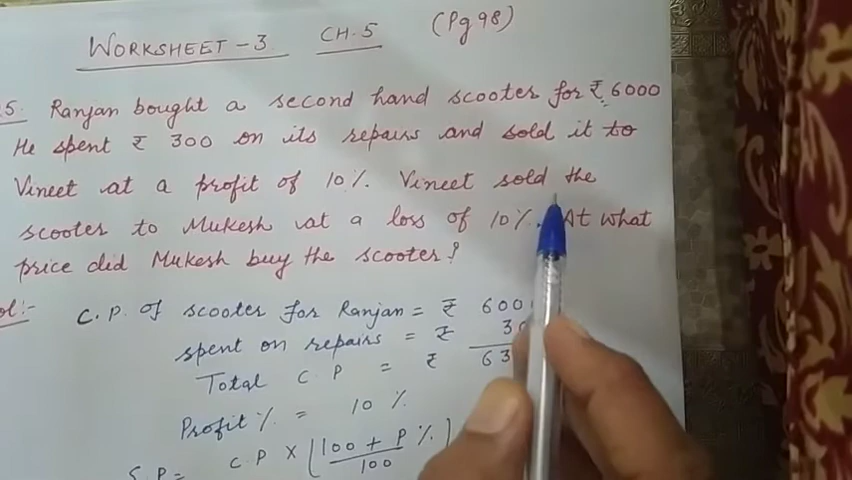 WORKSHEET-3 CH.5 (Pg 98)
5. Ranjan bought a second hand scooter for ₹ 6000
He spent ₹ 300 on its repairs and sold it to
Vineet at a profit of 10%. Vineet sold the
scooter to Mukesh at a loss of 10%. At what
price did Mukesh buy the scooter?
ol:- C.P. of scooter for Ranjan = ₹ 600
spent on repairs = ₹ 3
Total C.P = ₹ 63
Profit % = 10 %
S.P = C.P × (100 + P % / 100)